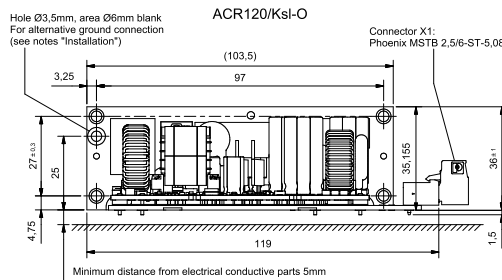 ACR120/Ksl-O
Hole Ø3,5mm, area Ø6mm blank
For alternative ground connection
(see notes "Installation")
Connector X1:
Phoenix MSTB 2,5/6-ST-5,08
(103,5)
3,25
97
27±0,3
25
4,75
35,155
36±1
1,5
119
Minimum distance from electrical conductive parts 5mm